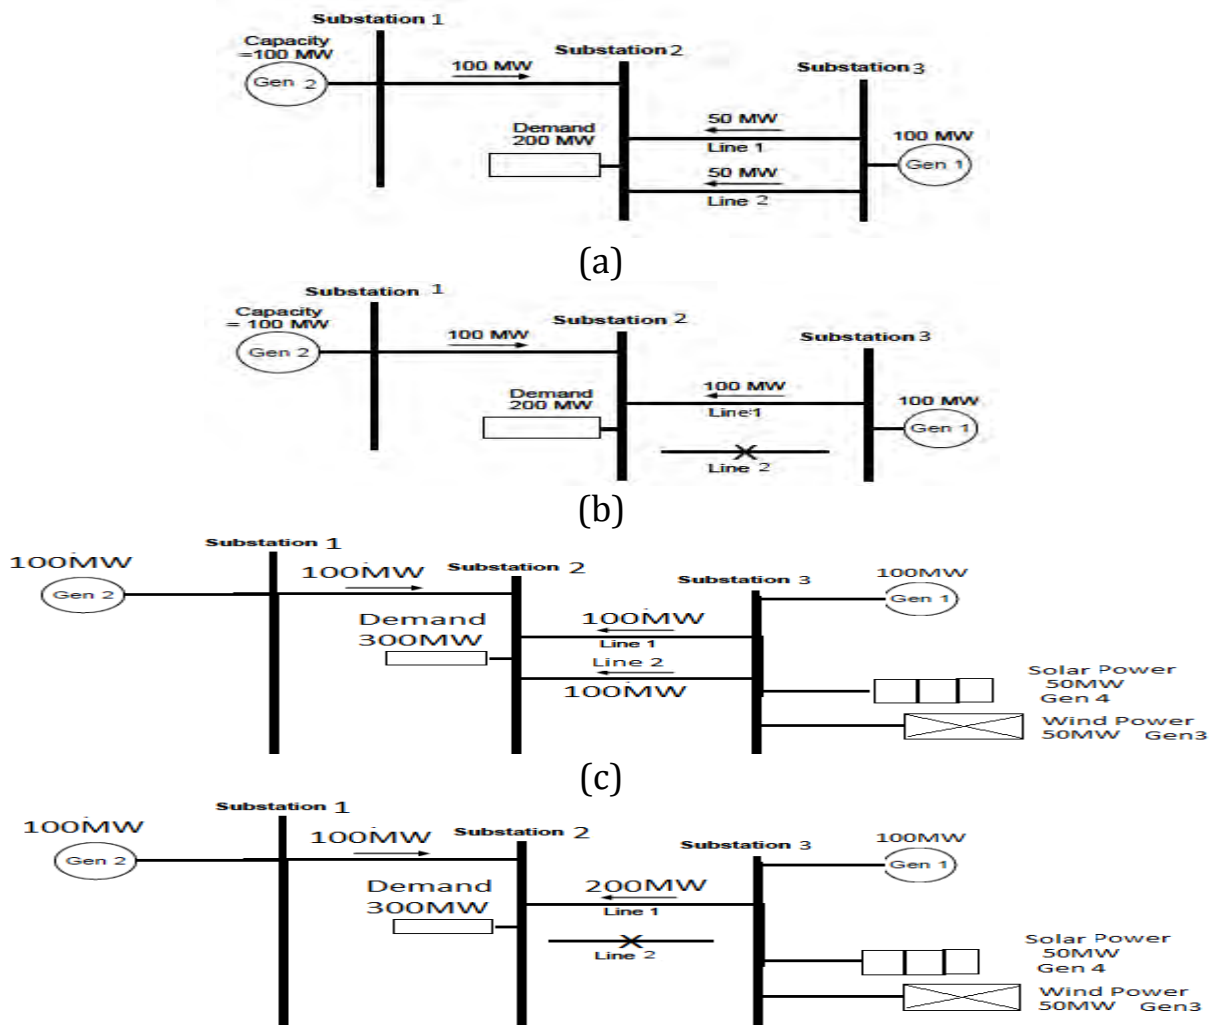 Substation 1
Capacity
=100 MW
Gen 2
100 MW
Substation 2
Substation 3
Demand
200 MW
50 MW
Line 1
50 MW
Line 2
100 MW
Gen 1
(a)
Substation 1
Capacity
= 100 MW
Gen 2
100 MW
Substation 2
Substation 3
Demand
200 MW
100 MW
Line 1
Line 2
100 MW
Gen 1
(b)
100MW
Gen 2
Substation 1
100MW
Substation 2
Substation 3
Demand
300MW
100MW
Line 1
Line 2
100MW
100MW
Gen 1
Solar Power
50MW
Gen 4
Wind Power
50MW Gen3
(c)
100MW
Gen 2
Substation 1
100MW
Substation 2
Substation 3
Demand
300MW
200MW
Line 1
Line 2
100MW
Gen 1
Solar Power
50MW
Gen 4
Wind Power
50MW Gen3